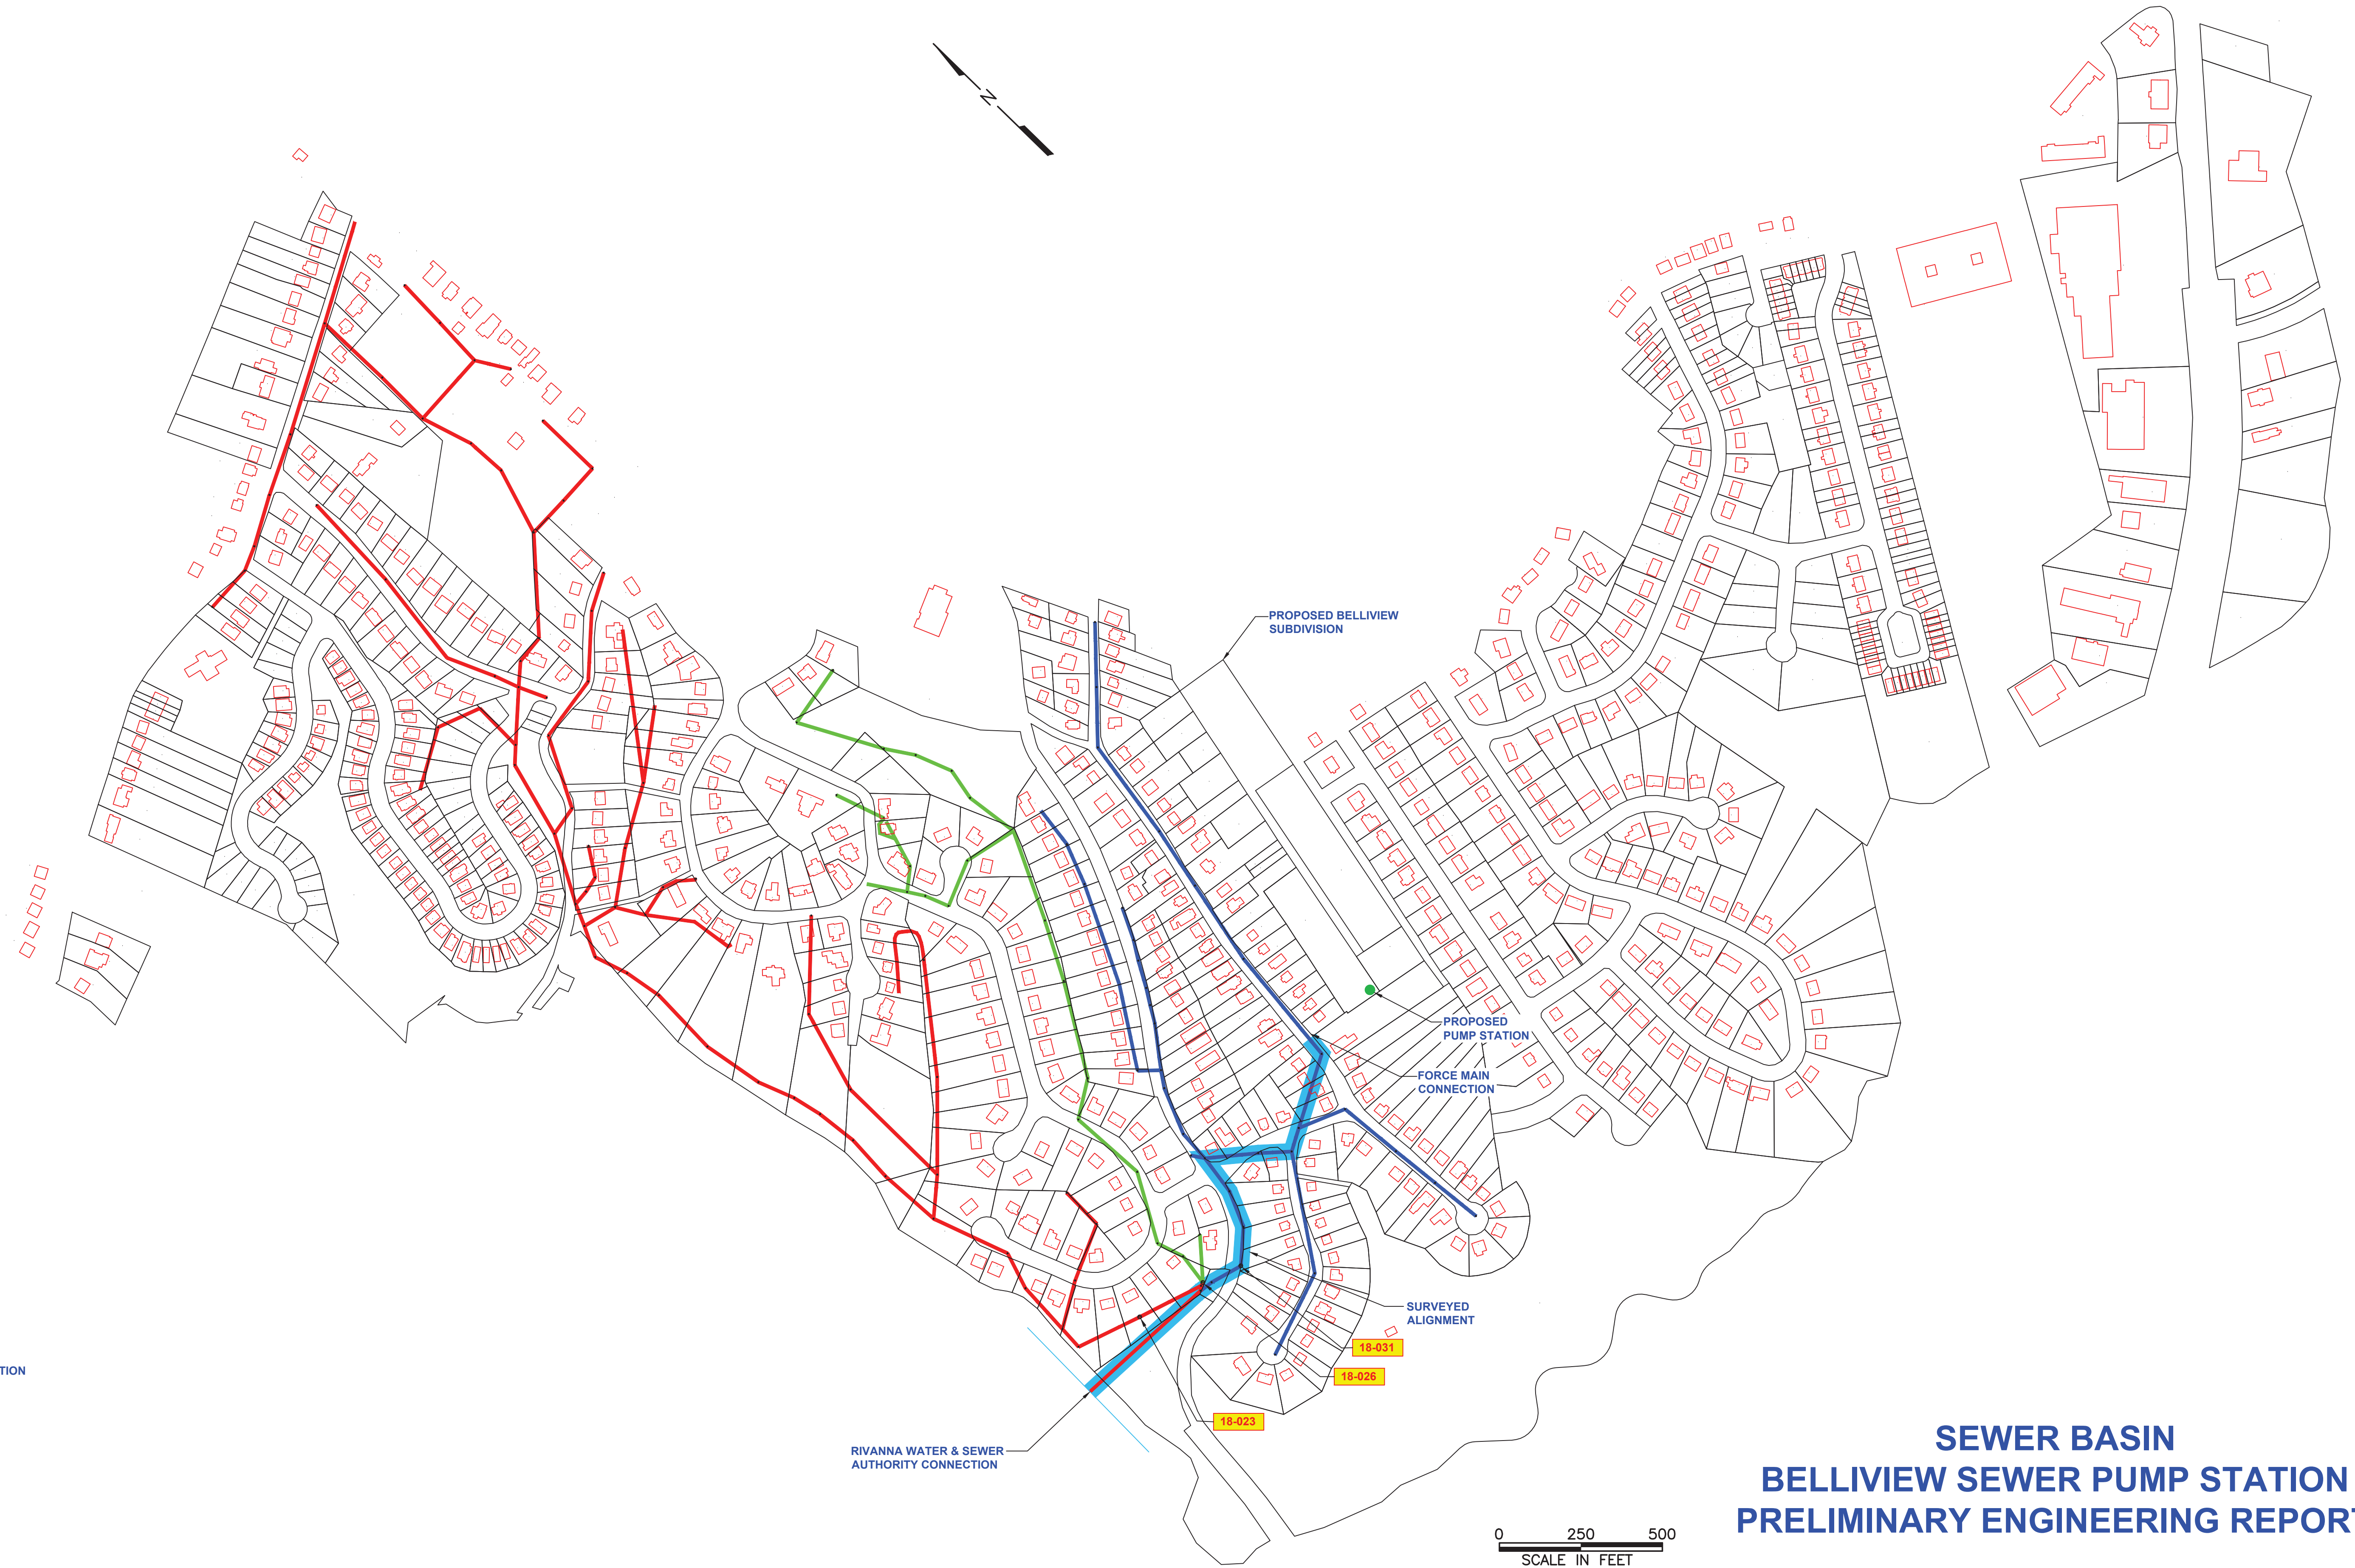 N
PROPOSED BELLIVIEW
SUBDIVISION
PROPOSED
PUMP STATION
FORCE MAIN
CONNECTION
SURVEYED
ALIGNMENT
18-031
18-026
18-023
TION
RIVANNA WATER & SEWER
AUTHORITY CONNECTION
SEWER BASIN
BELLIVIEW SEWER PUMP STATION
PRELIMINARY ENGINEERING REPORT
0 250 500
SCALE IN FEET